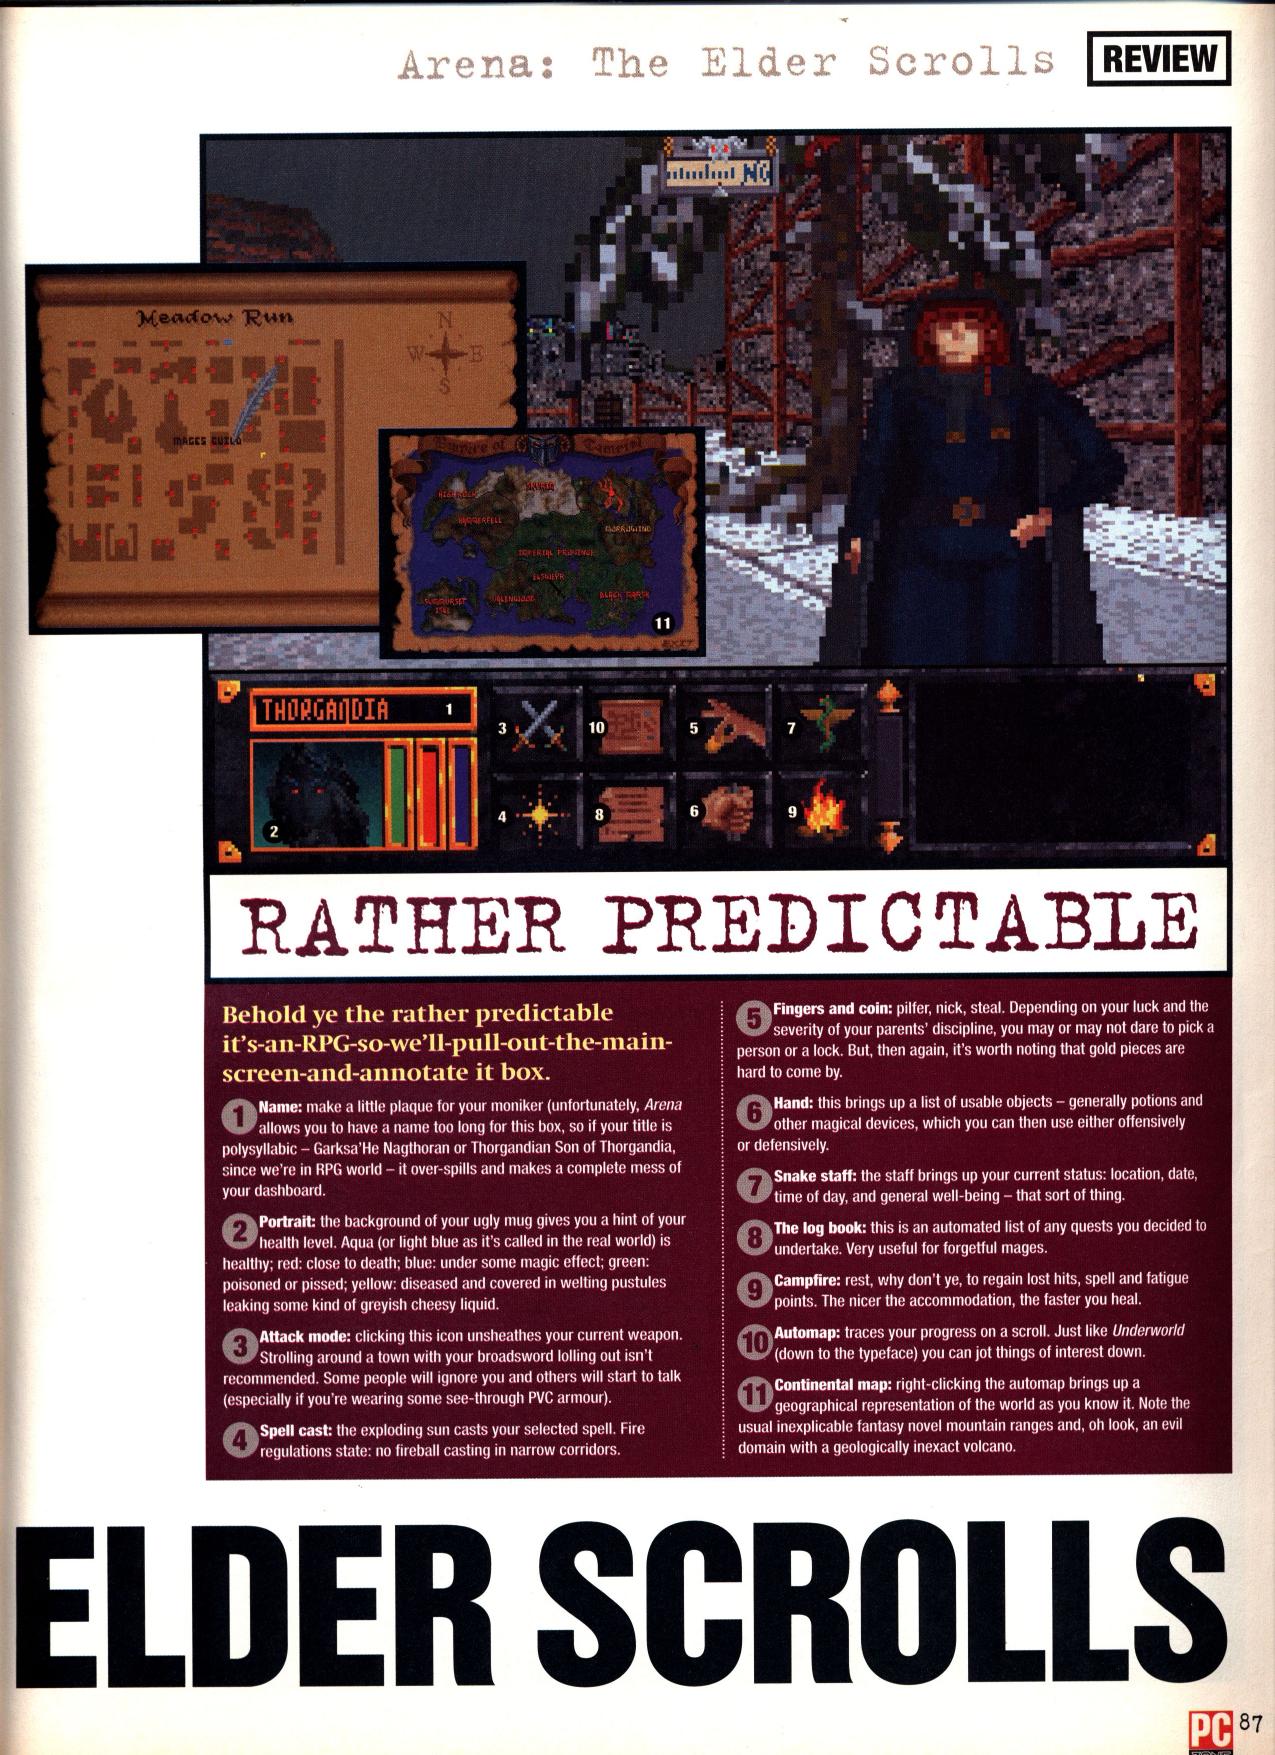 Arena: The Elder Scrolls REVIEW
NG
Meadow Run
N
W E
S
MAGES GUILD
Empire of Tamriel
HIGH ROCK
SKYRIM
HAMMERFELL
MORROWIND
IMPERIAL PROVINCE
ELSWEYR
SUMMURSET
ISLE
VALENWOOD
BLACK MARSH
11
EXIT
THORGANDIA 1
2
3
10
5
7
4
8
6
9
RATHER PREDICTABLE
Behold ye the rather predictable
it's-an-RPG-so-we'll-pull-out-the-main-
screen-and-annotate it box.
1 Name: make a little plaque for your moniker (unfortunately, Arena
allows you to have a name too long for this box, so if your title is
polysyllabic – Garksa'He Nagthoran or Thorgandian Son of Thorgandia,
since we're in RPG world – it over-spills and makes a complete mess of
your dashboard.
2 Portrait: the background of your ugly mug gives you a hint of your
health level. Aqua (or light blue as it's called in the real world) is
healthy; red: close to death; blue: under some magic effect; green:
poisoned or pissed; yellow: diseased and covered in welting pustules
leaking some kind of greyish cheesy liquid.
3 Attack mode: clicking this icon unsheathes your current weapon.
Strolling around a town with your broadsword lolling out isn't
recommended. Some people will ignore you and others will start to talk
(especially if you're wearing some see-through PVC armour).
4 Spell cast: the exploding sun casts your selected spell. Fire
regulations state: no fireball casting in narrow corridors.
5 Fingers and coin: pilfer, nick, steal. Depending on your luck and the
severity of your parents' discipline, you may or may not dare to pick a
person or a lock. But, then again, it's worth noting that gold pieces are
hard to come by.
6 Hand: this brings up a list of usable objects – generally potions and
other magical devices, which you can then use either offensively
or defensively.
7 Snake staff: the staff brings up your current status: location, date,
time of day, and general well-being – that sort of thing.
8 The log book: this is an automated list of any quests you decided to
undertake. Very useful for forgetful mages.
9 Campfire: rest, why don't ye, to regain lost hits, spell and fatigue
points. The nicer the accommodation, the faster you heal.
10 Automap: traces your progress on a scroll. Just like Underworld
(down to the typeface) you can jot things of interest down.
11 Continental map: right-clicking the automap brings up a
geographical representation of the world as you know it. Note the
usual inexplicable fantasy novel mountain ranges and, oh look, an evil
domain with a geologically inexact volcano.
ELDER SCROLLS
PC 87